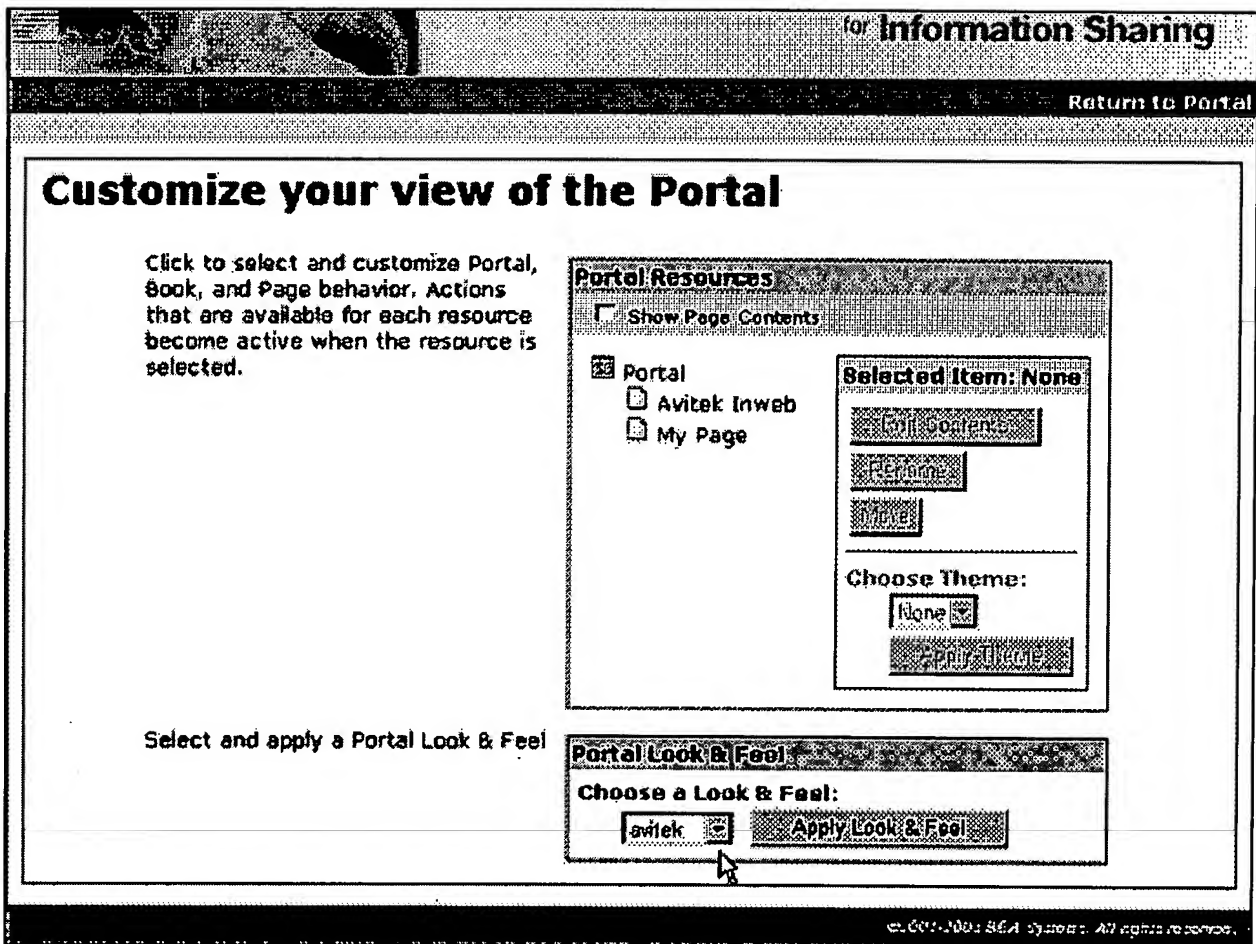 for Information Sharing
Return to Portal
Customize your view of the Portal
Click to select and customize Portal,
Book, and Page behavior. Actions
that are available for each resource
become active when the resource is
selected.
Portal Resources
Show Page Contents
Portal
Avitek Inweb
My Page
Selected Item: None
Edit Contents
Rename
Move
Choose Theme:
None
Apply Theme
Select and apply a Portal Look & Feel
Portal Look & Feel
Choose a Look & Feel:
avitek
Apply Look & Feel
BEA Systems. All rights reserved.